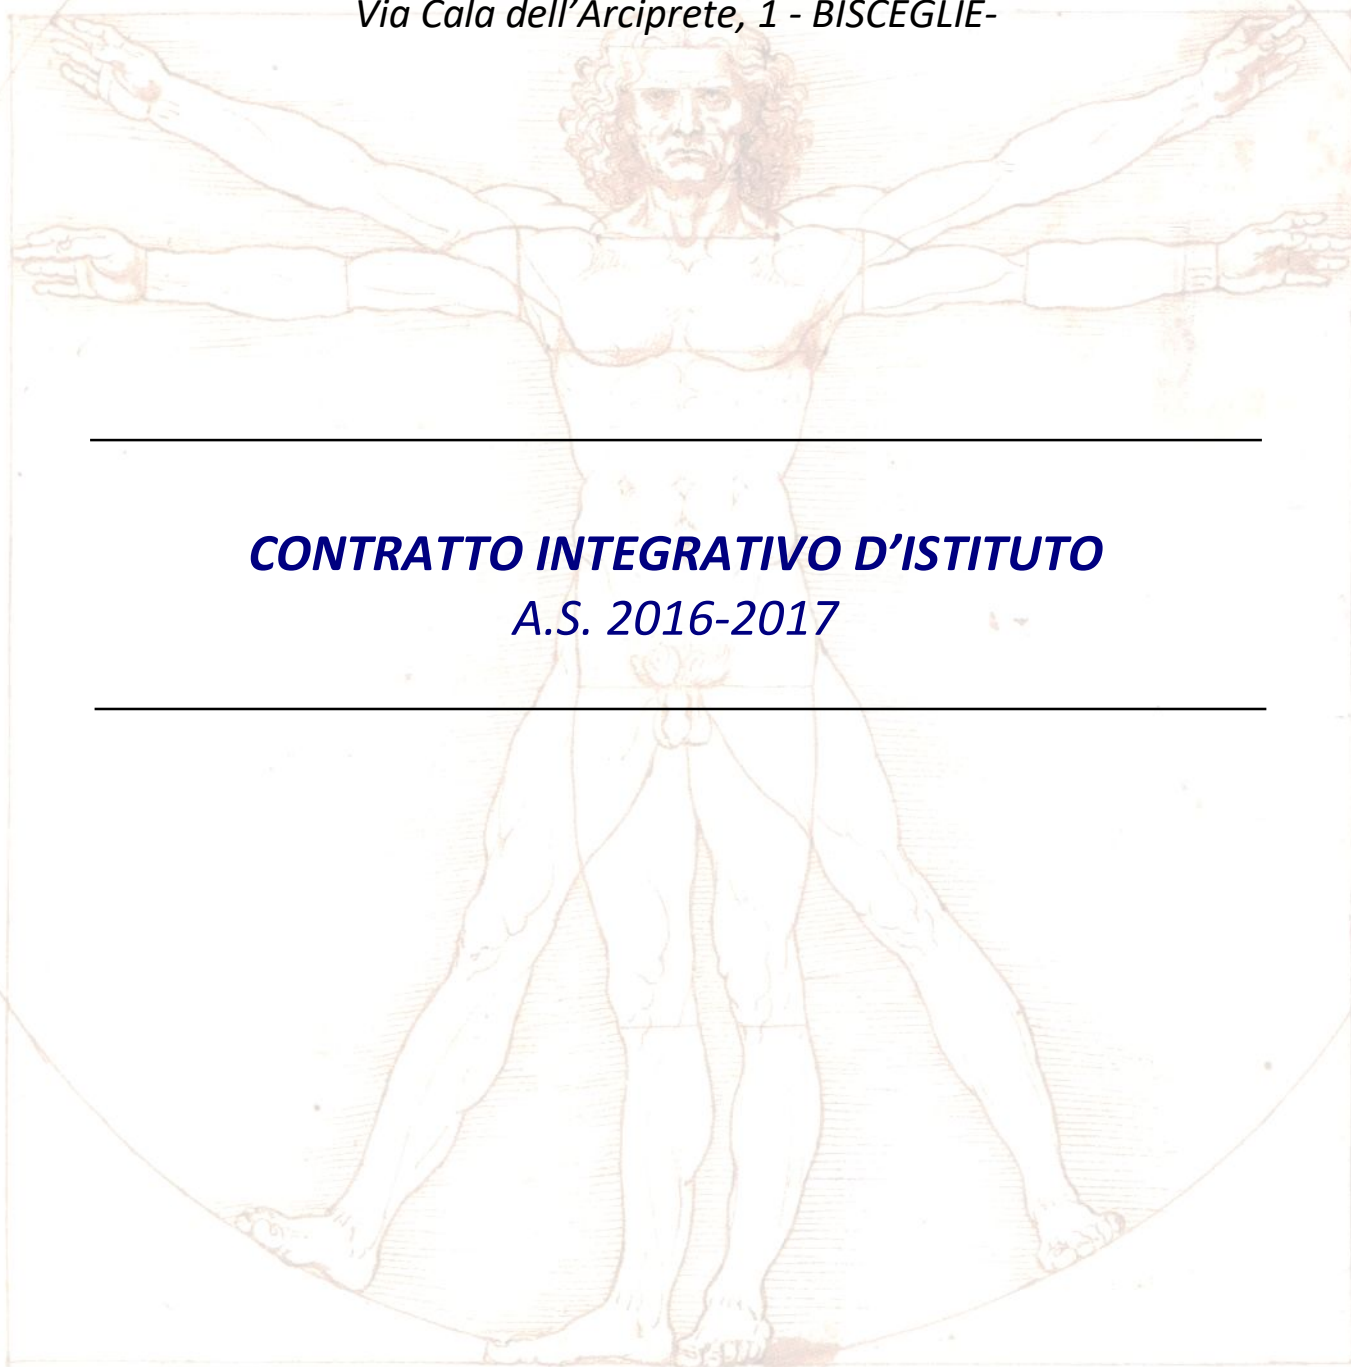 Via Cala dell’Arciprete, 1 - BISCEGLIE-
CONTRATTO INTEGRATIVO D’ISTITUTO
A.S. 2016-2017